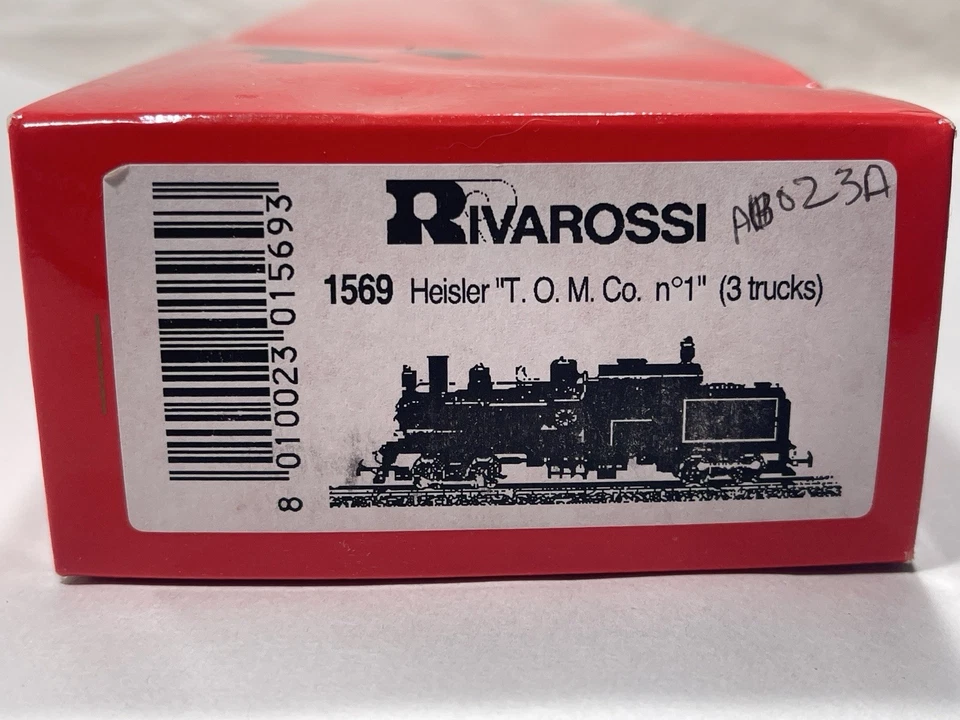 RIVAROSSI
1569 Heisler "T. O. M. Co. n°1" (3 trucks)
8 010023 015693